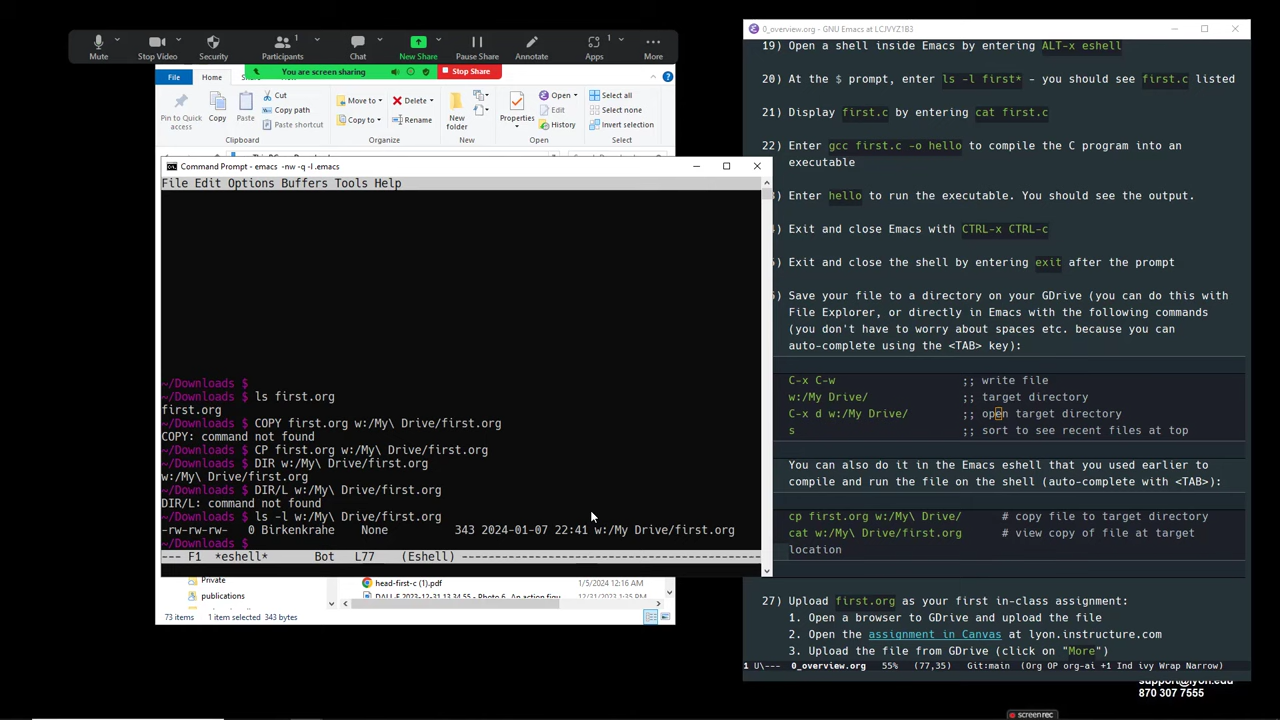 Mute
Stop Video
Security
Participants
1
Chat
New Share
Pause Share
Annotate
Apps
1
More
You are screen sharing
Stop Share
File
Home
Pin to Quick access
Copy
Paste
Cut
Copy path
Paste shortcut
Clipboard
Move to
Copy to
Delete
Rename
Organize
New folder
New
Properties
Open
Edit
History
Open
Select all
Select none
Invert selection
Select
Command Prompt - emacs -nw -q -l .emacs
File Edit Options Buffers Tools Help
~/Downloads $
~/Downloads $ ls first.org
first.org
~/Downloads $ COPY first.org w:/My\ Drive/first.org
COPY: command not found
~/Downloads $ CP first.org w:/My\ Drive/first.org
~/Downloads $ DIR w:/My\ Drive/first.org
w:/My\ Drive/first.org
~/Downloads $ DIR/L w:/My\ Drive/first.org
DIR/L: command not found
~/Downloads $ ls -l w:/My\ Drive/first.org
-rw-rw-rw- 0 Birkenkrahe None 343 2024-01-07 22:41 w:/My Drive/first.org
~/Downloads $
--- F1 *eshell* Bot L77 (Eshell)
Private
publications
head-first-c (1).pdf 1/5/2024 12:16 AM
73 items 1 item selected 343 bytes
0_overview.org - GNU Emacs at LCJVYZ1B3
19) Open a shell inside Emacs by entering ALT-x eshell
20) At the $ prompt, enter ls -l first* - you should see first.c listed
21) Display first.c by entering cat first.c
22) Enter gcc first.c -o hello to compile the C program into an
executable
3) Enter hello to run the executable. You should see the output.
4) Exit and close Emacs with CTRL-x CTRL-c
5) Exit and close the shell by entering exit after the prompt
6) Save your file to a directory on your GDrive (you can do this with
File Explorer, or directly in Emacs with the following commands
(you don't have to worry about spaces etc. because you can
auto-complete using the <TAB> key):
C-x C-w ;; write file
w:/My Drive/ ;; target directory
C-x d w:/My Drive/ ;; open target directory
s ;; sort to see recent files at top
You can also do it in the Emacs eshell that you used earlier to
compile and run the file on the shell (auto-complete with <TAB>):
cp first.org w:/My\ Drive/ # copy file to target directory
cat w:/My\ Drive/first.org # view copy of file at target
location
27) Upload first.org as your first in-class assignment:
1. Open a browser to GDrive and upload the file
2. Open the assignment in Canvas at lyon.instructure.com
3. Upload the file from GDrive (click on "More")
1 U\--- 0_overview.org 55% (77,35) Git:main (Org OP org-ai +1 Ind ivy Wrap Narrow)
support@lyon.edu
870 307 7555
screenrec